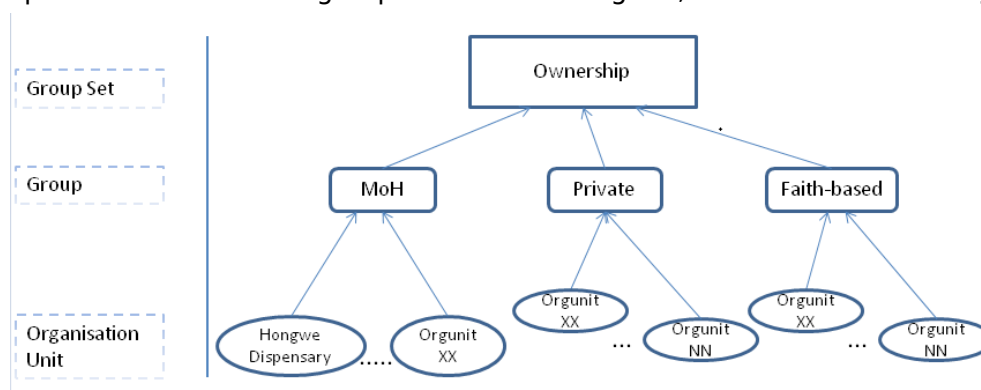 Ownership
Group Set
Group
MoH
Private
Faith-based
Organisation
Unit
Hongwe
Dispensary
.....
Orgunit
XX
Orgunit
XX
...
Orgunit
NN
Orgunit
XX
...
Orgunit
NN